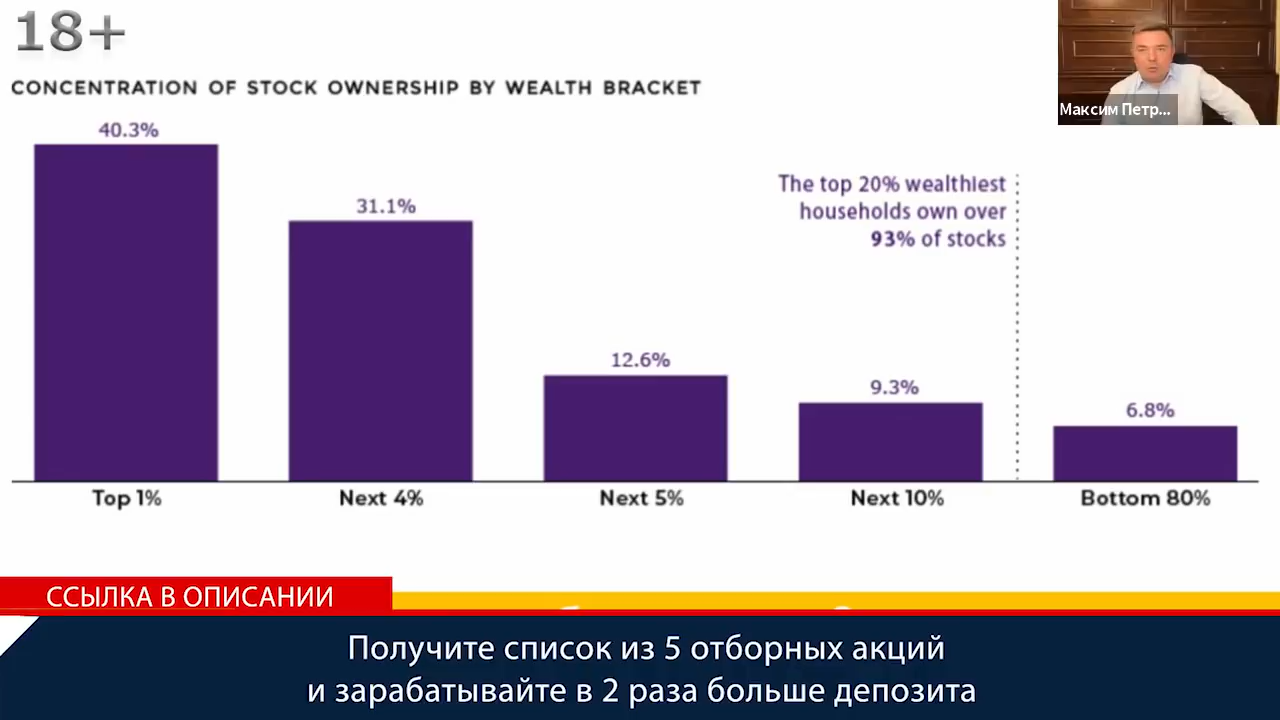 18+
CONCENTRATION OF STOCK OWNERSHIP BY WEALTH BRACKET
Максим Петр...
40.3%
31.1%
12.6%
9.3%
6.8%
The top 20% wealthiest
households own over
93% of stocks
Top 1%
Next 4%
Next 5%
Next 10%
Bottom 80%
ССЫЛКА В ОПИСАНИИ
Получите список из 5 отборных акций
и зарабатывайте в 2 раза больше депозита